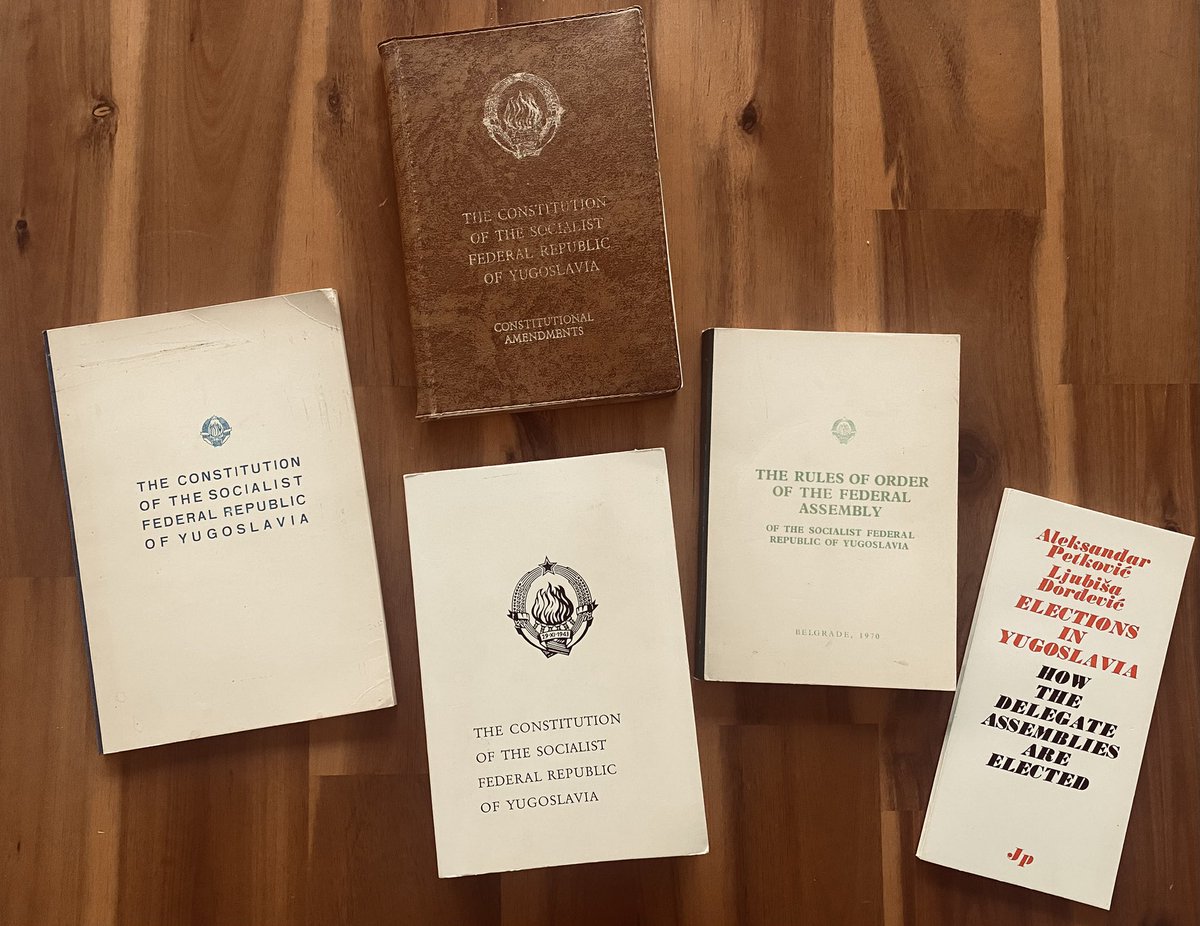 THE CONSTITUTION
OF THE SOCIALIST
FEDERAL REPUBLIC
OF YUGOSLAVIA
CONSTITUTIONAL
AMENDMENTS
THE CONSTITUTION
OF THE SOCIALIST
FEDERAL REPUBLIC
OF YUGOSLAVIA
29·XI·1943
THE CONSTITUTION
OF THE SOCIALIST
FEDERAL REPUBLIC
OF YUGOSLAVIA
THE RULES OF ORDER
OF THE FEDERAL
ASSEMBLY
OF THE SOCIALIST FEDERAL
REPUBLIC OF YUGOSLAVIA
BELGRADE, 1970
Aleksandar
Petković
Ljubiša
Đorđević
ELECTIONS
IN
YUGOSLAVIA
HOW
THE
DELEGATE
ASSEMBLIES
ARE
ELECTED
Jp